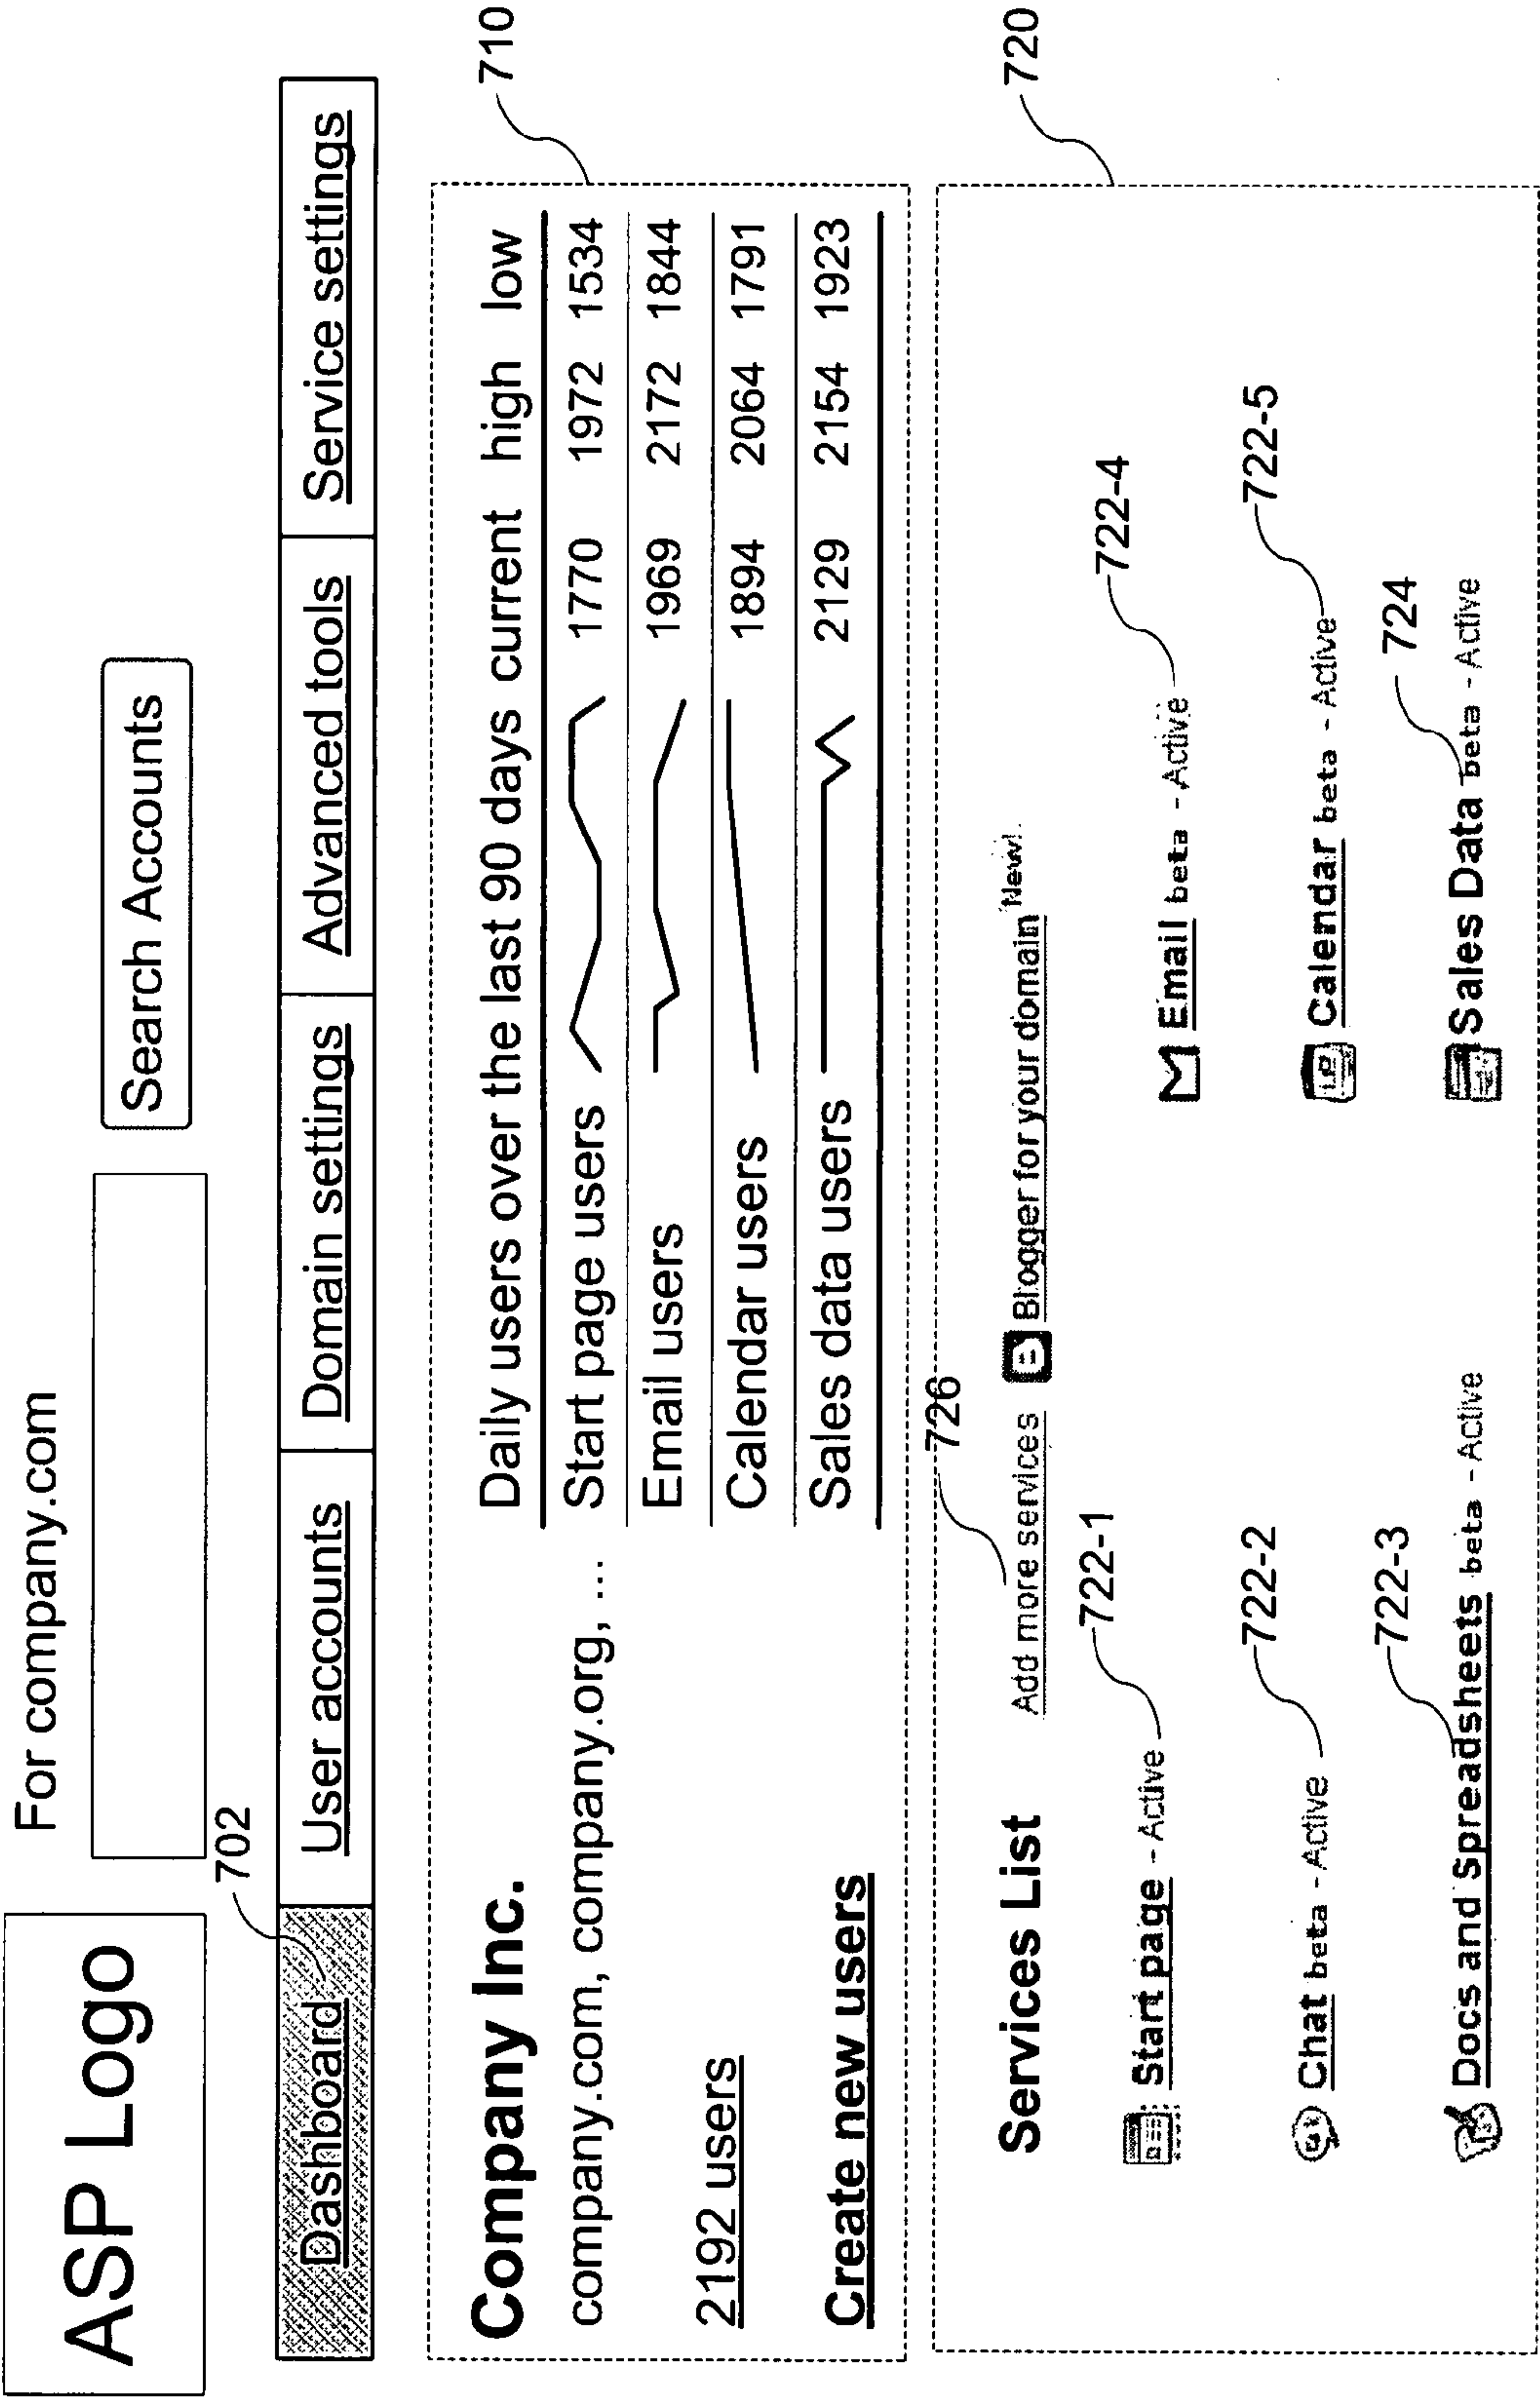 For company.com
ASP Logo
Search Accounts
702
Dashboard User accounts Domain settings Advanced tools Service settings
710
Company Inc.
company.com, company.org, ...
2192 users
Create new users
Daily users over the last 90 days current high low
Start page users 1770 1972 1534
Email users 1969 2172 1844
Calendar users 1894 2064 1791
Sales data users 2129 2154 1923
720
726
Services List Add more services Blogger for your domain New!
722-1
Start page - Active
722-4
Email beta - Active
722-2
Chat beta - Active
722-5
Calendar beta - Active
722-3
Docs and Spreadsheets beta - Active
724
Sales Data beta - Active